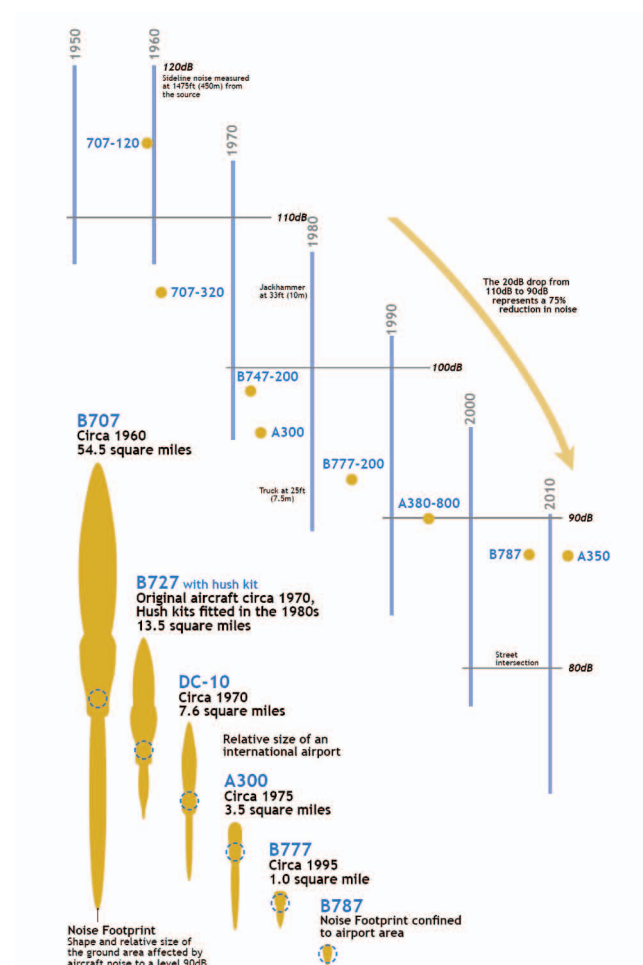 1950
1960
120dB
Sideline noise measured
at 1475ft (450m) from
the source
707-120
1970
110dB
1980
707-320
Jackhammer
at 33ft (10m)
The 20dB drop from
110dB to 90dB
represents a 75%
reduction in noise
1990
100dB
B747-200
2000
B707
Circa 1960
54.5 square miles
A300
B777-200
Truck at 25ft
(7.5m)
A380-800
2010
90dB
B787
A350
B727 with hush kit
Original aircraft circa 1970,
Hush kits fitted in the 1980s
13.5 square miles
Street
intersection
80dB
DC-10
Circa 1970
7.6 square miles
Relative size of an
international airport
A300
Circa 1975
3.5 square miles
B777
Circa 1995
1.0 square mile
B787
Noise Footprint confined
to airport area
Noise Footprint
Shape and relative size of
the ground area affected by
aircraft noise to a level 90dB